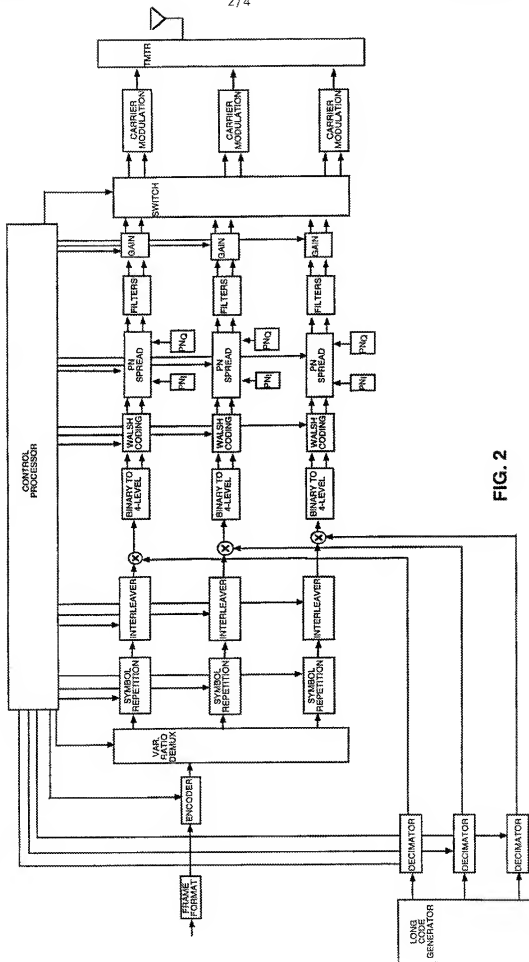 2/4
CONTROL
PROCESSOR
FRAME
FORMAT
ENCODER
VAR.
RATIO
DEMUX
SYMBOL
REPETITION
INTERLEAVER
X
BINARY TO
4-LEVEL
WALSH
CODING
PN
SPREAD
PNI
PNQ
FILTERS
GAIN
SWITCH
CARRIER
MODULATION
TMTR
SYMBOL
REPETITION
INTERLEAVER
X
BINARY TO
4-LEVEL
WALSH
CODING
PN
SPREAD
PNI
PNQ
FILTERS
GAIN
CARRIER
MODULATION
SYMBOL
REPETITION
INTERLEAVER
X
BINARY TO
4-LEVEL
WALSH
CODING
PN
SPREAD
PNI
PNQ
FILTERS
GAIN
CARRIER
MODULATION
LONG
CODE
GENERATOR
DECIMATOR
DECIMATOR
DECIMATOR
FIG. 2